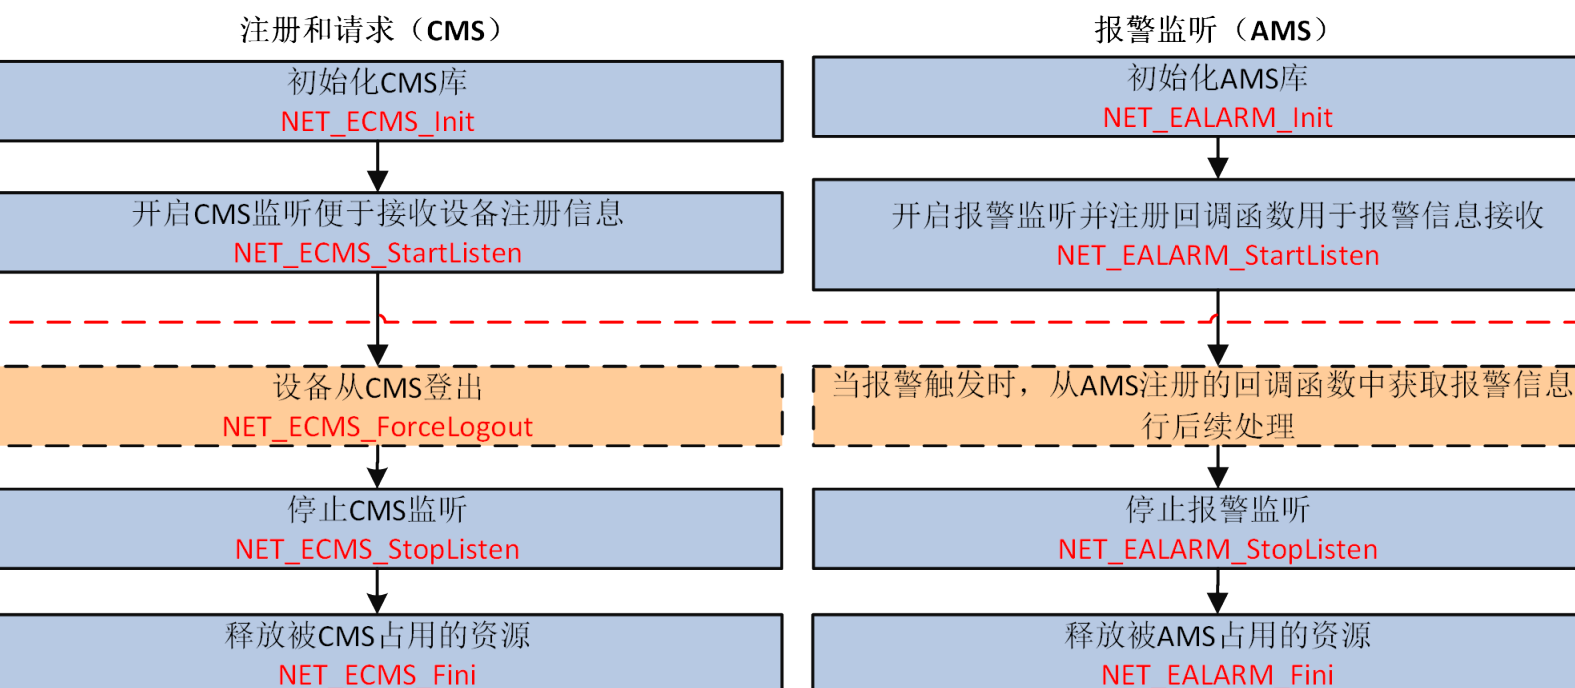 注册和请求（CMS）
初始化CMS库
NET_ECMS_Init
开启CMS监听便于接收设备注册信息
NET_ECMS_StartListen
设备从CMS登出
NET_ECMS_ForceLogout
停止CMS监听
NET_ECMS_StopListen
释放被CMS占用的资源
NET_ECMS_Fini
报警监听（AMS）
初始化AMS库
NET_EALARM_Init
开启报警监听并注册回调函数用于报警信息接收
NET_EALARM_StartListen
当报警触发时，从AMS注册的回调函数中获取报警信息
行后续处理
停止报警监听
NET_EALARM_StopListen
释放被AMS占用的资源
NET_EALARM_Fini